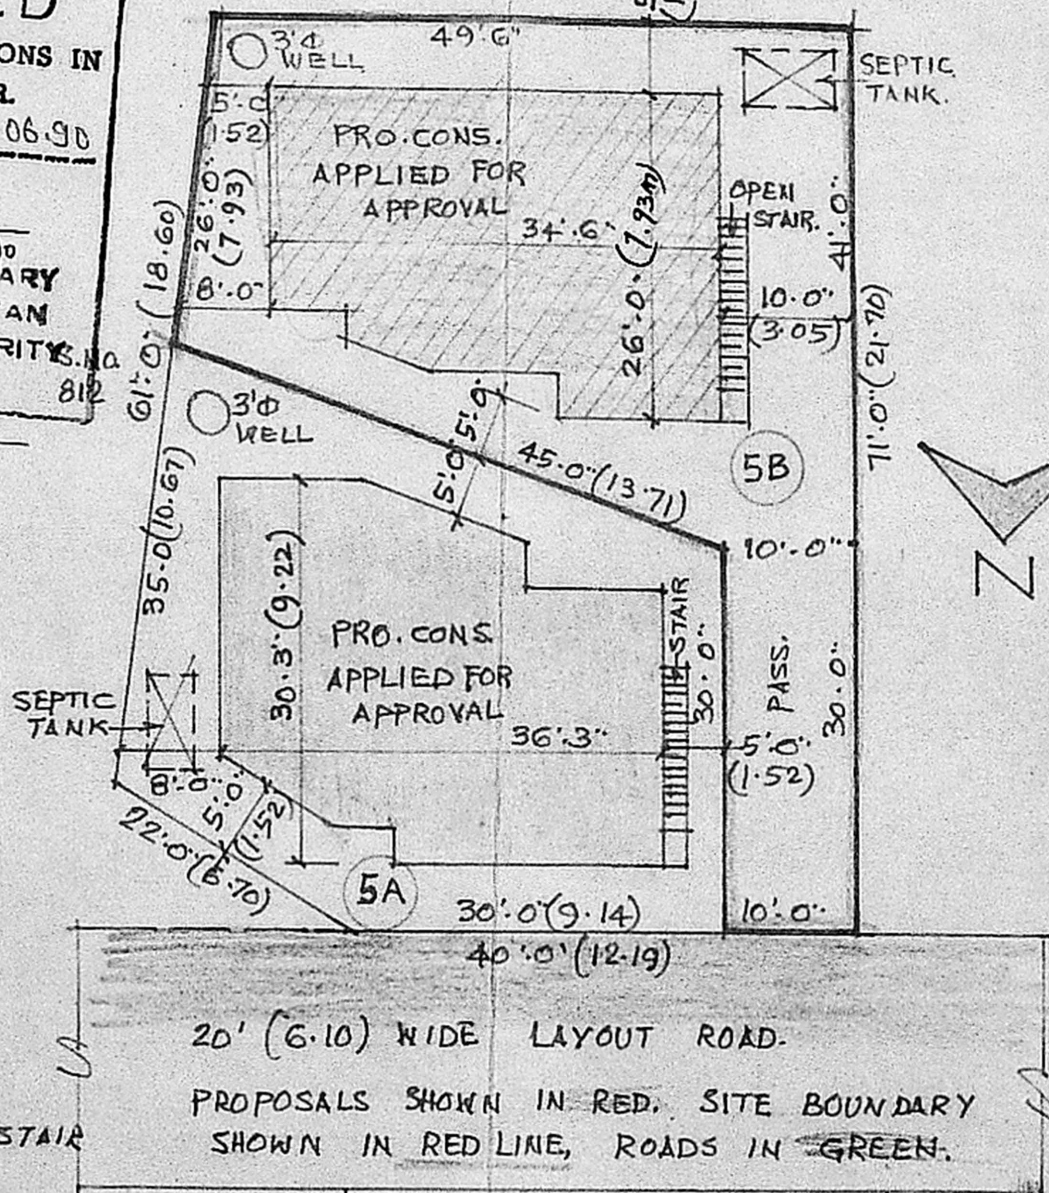 ONS IN
R.
06.90
ARY
AN
RITY
S.NO.
812
49'.6"
3'Φ
WELL
SEPTIC
TANK.
5'.0
(1.52)
PRO.CONS.
APPLIED FOR
APPROVAL
34'.6"
26'.0" (7.93)
8'.0"
26'.0" (7.93M)
OPEN
STAIR.
41'.0"
10.0"
(3.05)
61'.0" (18.60)
71'.0" (21.70)
3'Φ
WELL
5'.0
5'.0
45.0" (13.71)
5B
10'.0"
Z
35.0 (10.67)
30.3" (9.22)
PRO. CONS
APPLIED FOR
APPROVAL
36'.3"
STAIR
30'.0"
PASS.
30'.0"
5'.0"
(1.52)
SEPTIC
TANK
8'.0"
5'.0"
(1.52)
22'.0" (6.70)
5A
30'.0" (9.14)
10'.0"
40'.0' (12.19)
20' (6.10) WIDE LAYOUT ROAD.
PROPOSALS SHOWN IN RED. SITE BOUNDARY
SHOWN IN RED LINE, ROADS IN GREEN.
STAIR